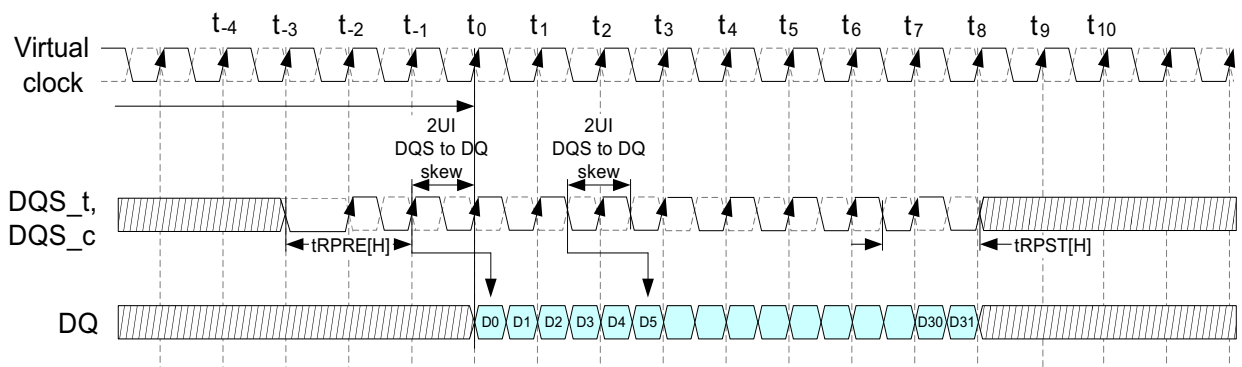 t-4 t-3 t-2 t-1 t0 t1 t2 t3 t4 t5 t6 t7 t8 t9 t10
Virtual
clock
2UI
DQS to DQ
skew
2UI
DQS to DQ
skew
DQS_t,
DQS_c
tRPRE[H]
tRPST[H]
DQ
D0 D1 D2 D3 D4 D5 D30 D31